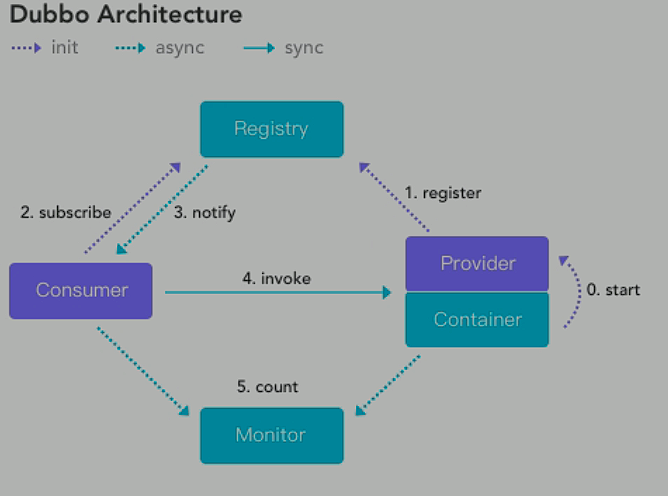 Dubbo Architecture
init async sync
Registry
1. register
2. subscribe 3. notify
Provider
4. invoke
0. start
Consumer
Container
5. count
Monitor